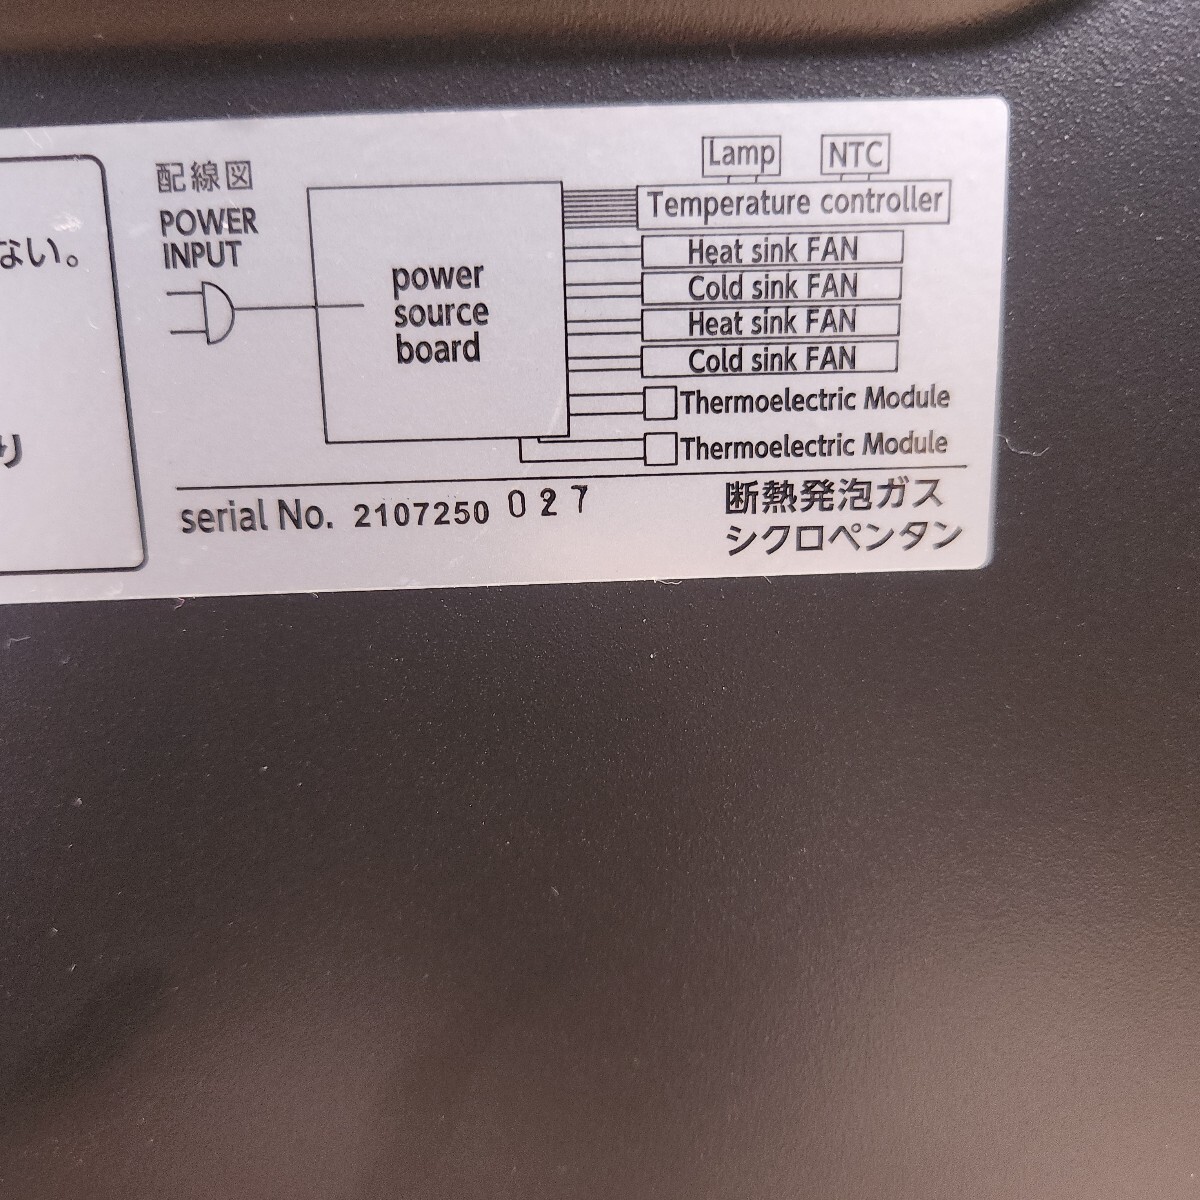 ない。
り
配線図
POWER
INPUT
power
source
board
Lamp
NTC
Temperature controller
Heat sink FAN
Cold sink FAN
Heat sink FAN
Cold sink FAN
Thermoelectric Module
Thermoelectric Module
serial No. 2107250 027
断熱発泡ガス
シクロペンタン